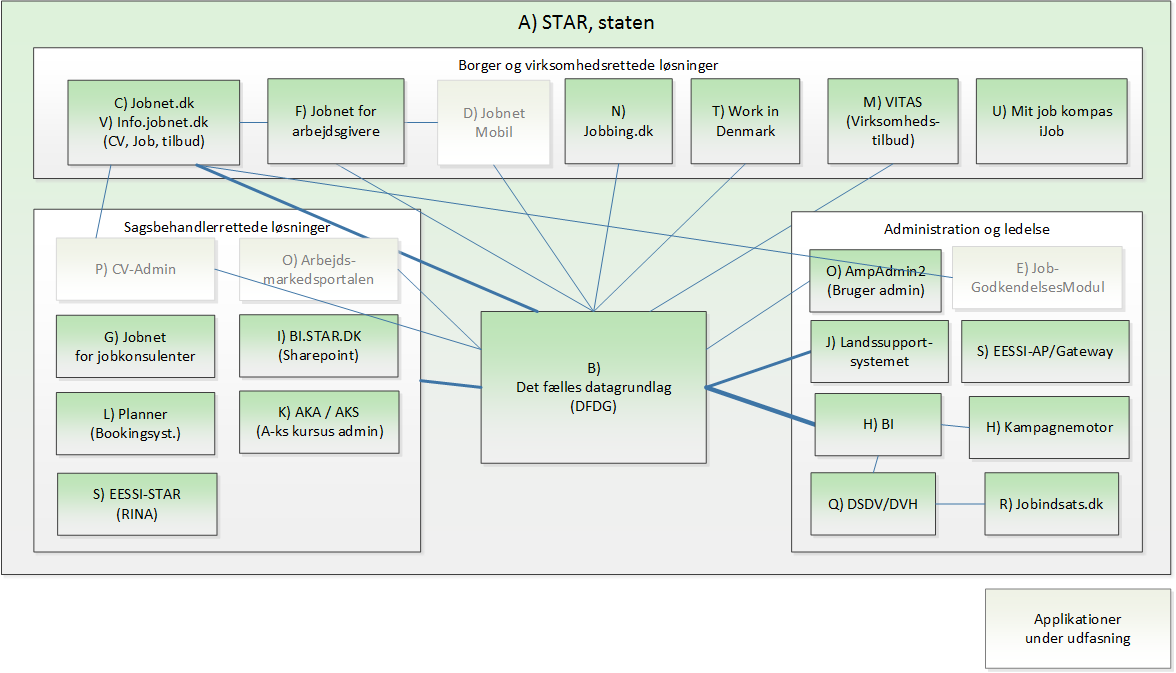 A) STAR, staten
Borger og virksomhedsrettede løsninger
C) Jobnet.dk
V) Info.jobnet.dk
(CV, Job, tilbud)
F) Jobnet for
arbejdsgivere
D) Jobnet
Mobil
N)
Jobbing.dk
T) Work in
Denmark
M) VITAS
(Virksomheds-
tilbud)
U) Mit job kompas
iJob
Sagsbehandlerrettede løsninger
P) CV-Admin
O) Arbejds-
markedsportalen
G) Jobnet
for jobkonsulenter
I) BI.STAR.DK
(Sharepoint)
L) Planner
(Bookingsyst.)
K) AKA / AKS
(A-ks kursus admin)
S) EESSI-STAR
(RINA)
B)
Det fælles datagrundlag
(DFDG)
Administration og ledelse
O) AmpAdmin2
(Bruger admin)
E) Job-
GodkendelsesModul
J) Landssupport-
systemet
S) EESSI-AP/Gateway
H) BI
H) Kampagnemotor
Q) DSDV/DVH
R) Jobindsats.dk
Applikationer
under udfasning